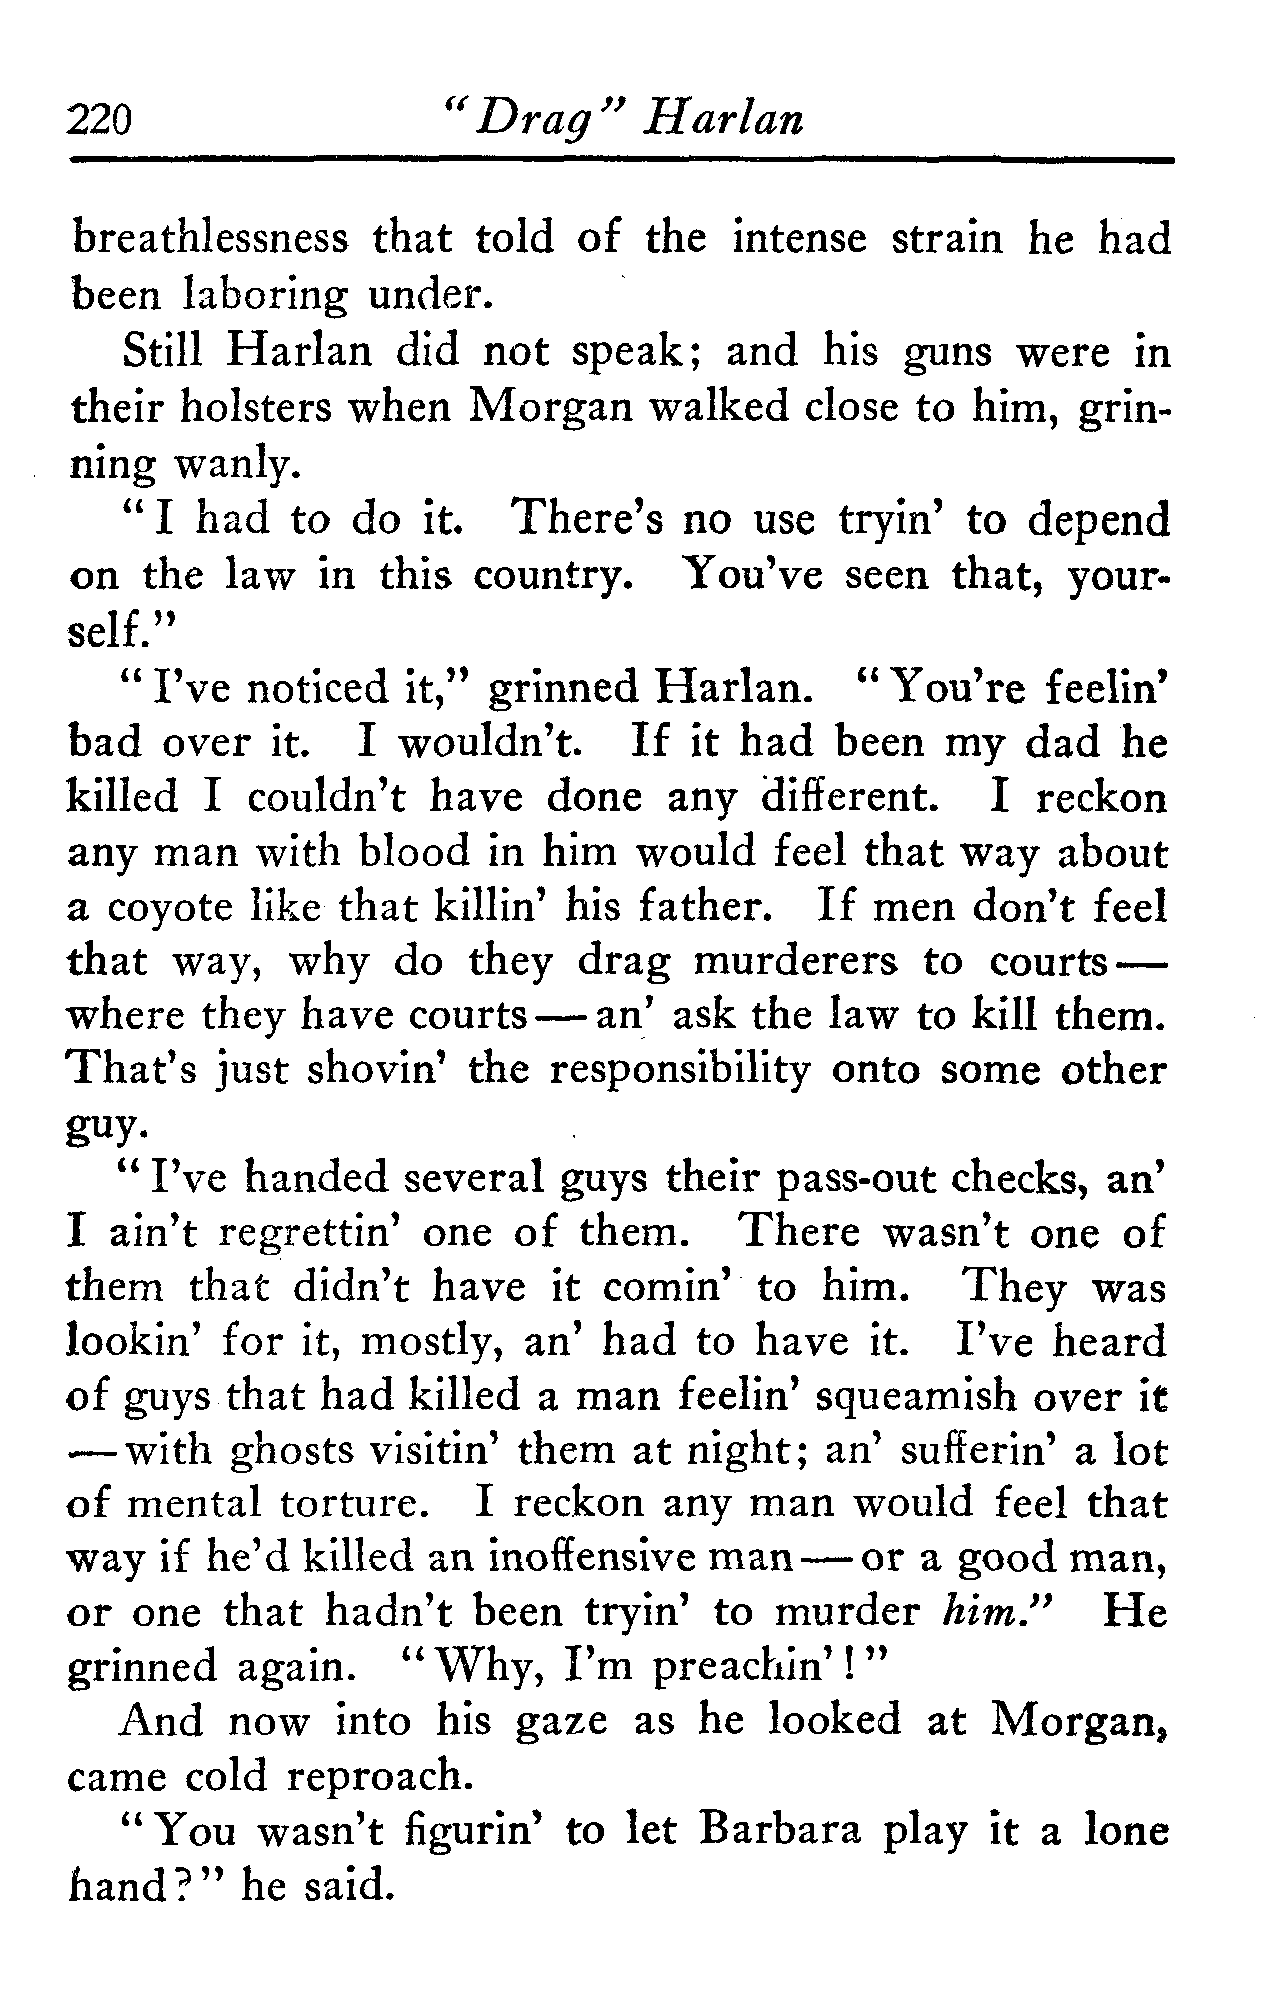 220 "Drag" Harlan
breathlessness that told of the intense strain he had
been laboring under.
Still Harlan did not speak; and his guns were in
their holsters when Morgan walked close to him, grin-
ning wanly.
"I had to do it. There's no use tryin' to depend
on the law in this country. You've seen that, your-
self."
"I've noticed it," grinned Harlan. "You're feelin'
bad over it. I wouldn't. If it had been my dad he
killed I couldn't have done any different. I reckon
any man with blood in him would feel that way about
a coyote like that killin' his father. If men don't feel
that way, why do they drag murderers to courts—
where they have courts—an' ask the law to kill them.
That's just shovin' the responsibility onto some other
guy.
"I've handed several guys their pass-out checks, an'
I ain't regrettin' one of them. There wasn't one of
them that didn't have it comin' to him. They was
lookin' for it, mostly, an' had to have it. I've heard
of guys that had killed a man feelin' squeamish over it
—with ghosts visitin' them at night; an' sufferin' a lot
of mental torture. I reckon any man would feel that
way if he'd killed an inoffensive man—or a good man,
or one that hadn't been tryin' to murder him." He
grinned again. "Why, I'm preachin'!"
And now into his gaze as he looked at Morgan,
came cold reproach.
"You wasn't figurin' to let Barbara play it a lone
hand?" he said.